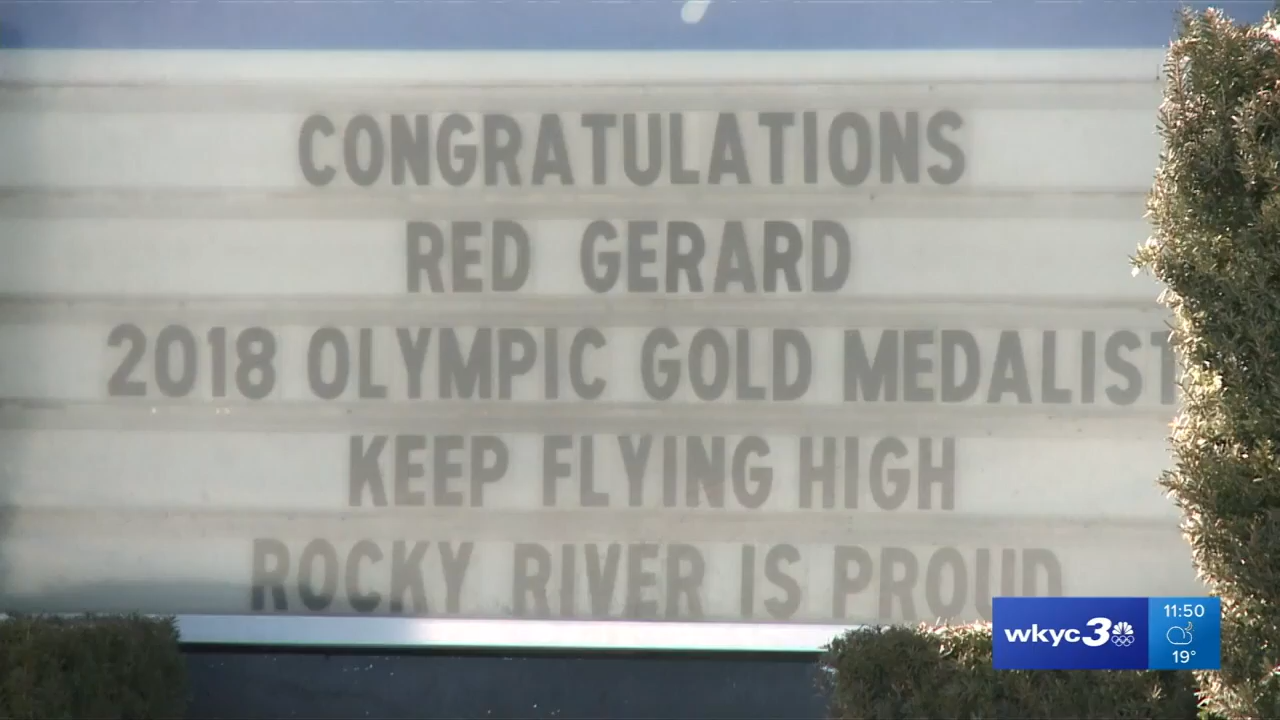 CONGRATULATIONS
RED GERARD
2018 OLYMPIC GOLD MEDALIST
KEEP FLYING HIGH
ROCKY RIVER IS PROUD
wkyc3
11:50
19°